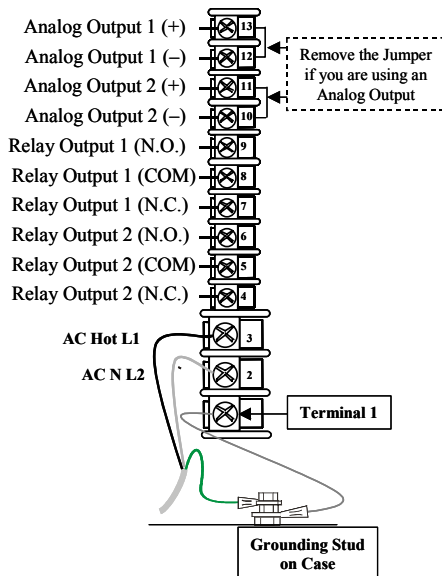 Analog Output 1 (+) 13
Analog Output 1 (–) 12
Analog Output 2 (+) 11
Analog Output 2 (–) 10
Remove the Jumper
if you are using an
Analog Output
Relay Output 1 (N.O.) 9
Relay Output 1 (COM) 8
Relay Output 1 (N.C.) 7
Relay Output 2 (N.O.) 6
Relay Output 2 (COM) 5
Relay Output 2 (N.C.) 4
AC Hot L1 3
AC N L2 2
Terminal 1
Grounding Stud
on Case